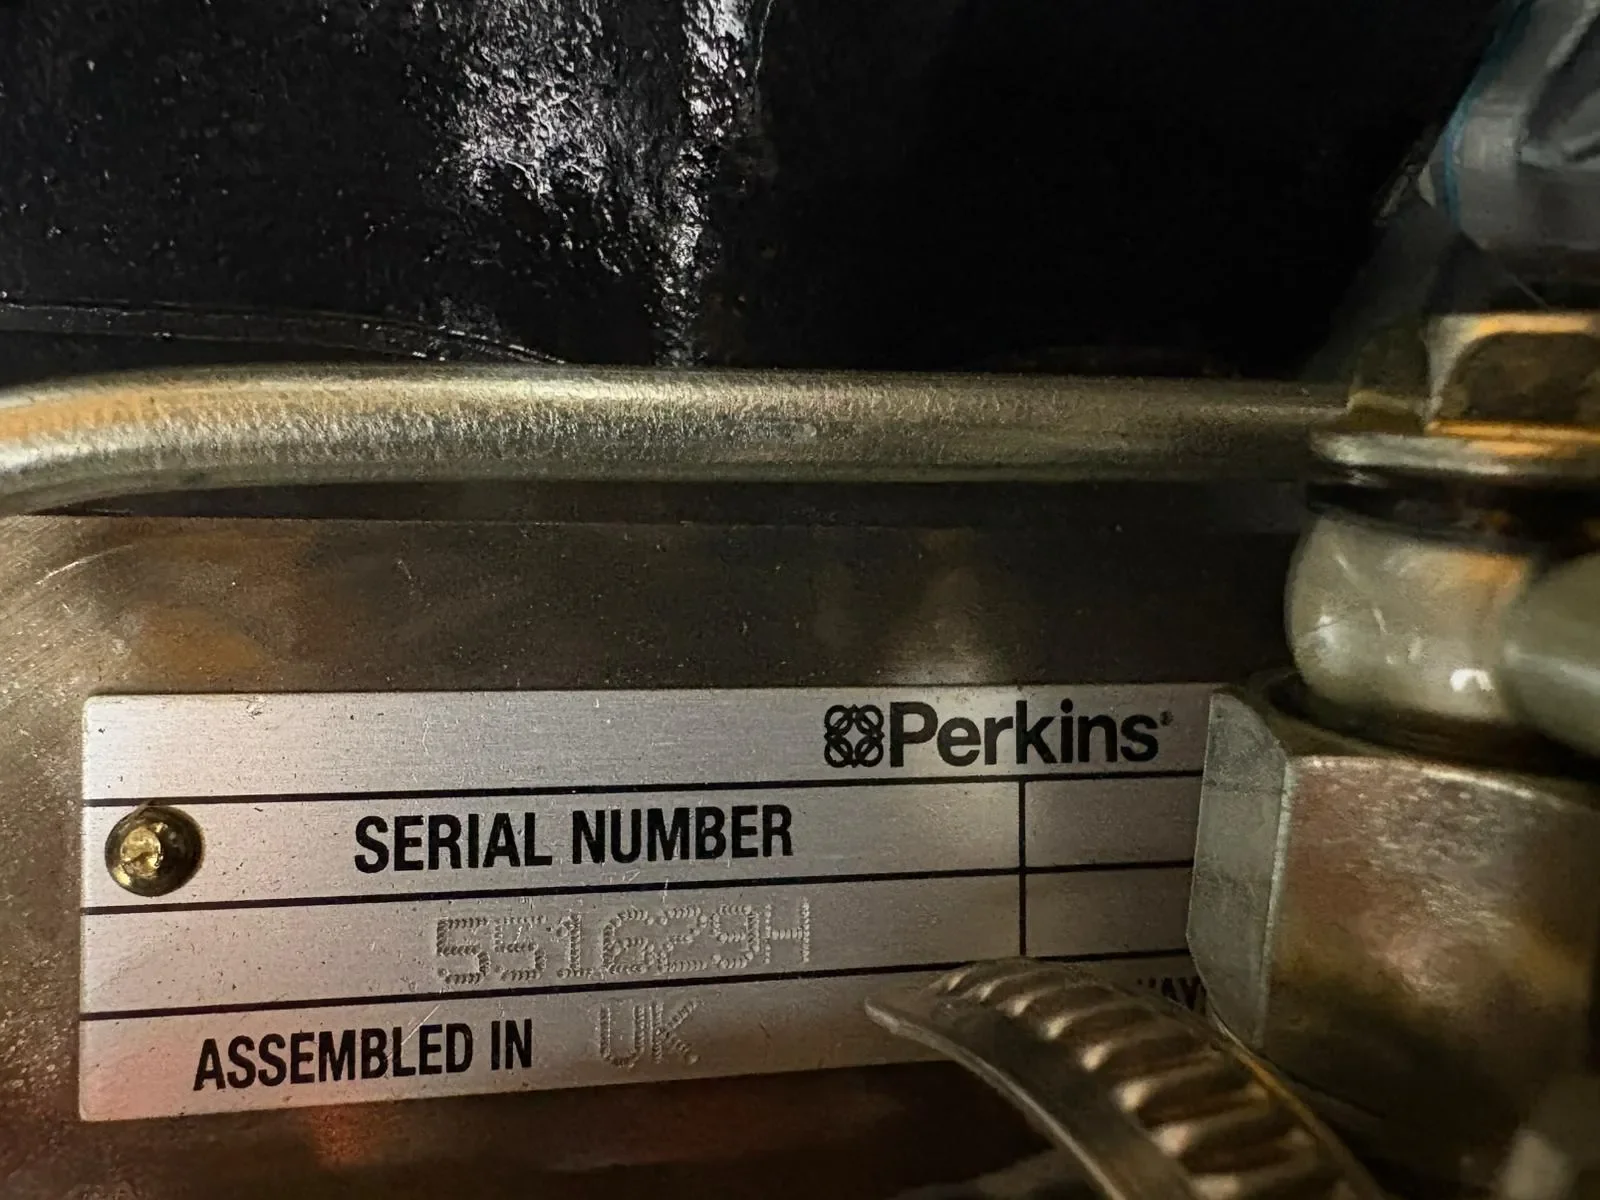 Perkins®
SERIAL NUMBER
551629H
ASSEMBLED IN UK